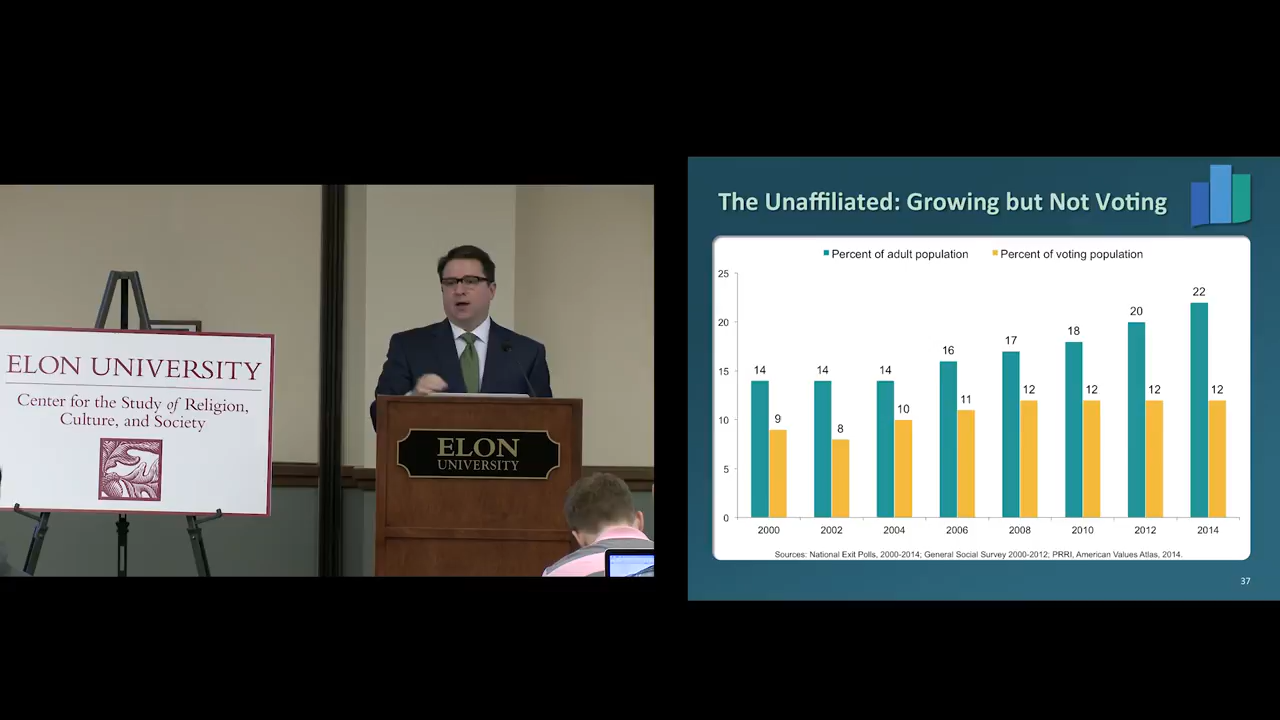 ELON UNIVERSITY
Center for the Study of Religion,
Culture, and Society
ELON
UNIVERSITY
The Unaffiliated: Growing but Not Voting
Percent of adult population Percent of voting population
25
20
15
10
5
0
14 9
14 8
14 10
16 11
17 12
18 12
20 12
22 12
2000 2002 2004 2006 2008 2010 2012 2014
Sources: National Exit Polls, 2000-2014; General Social Survey 2000-2012; PRRI, American Values Atlas, 2014.
37